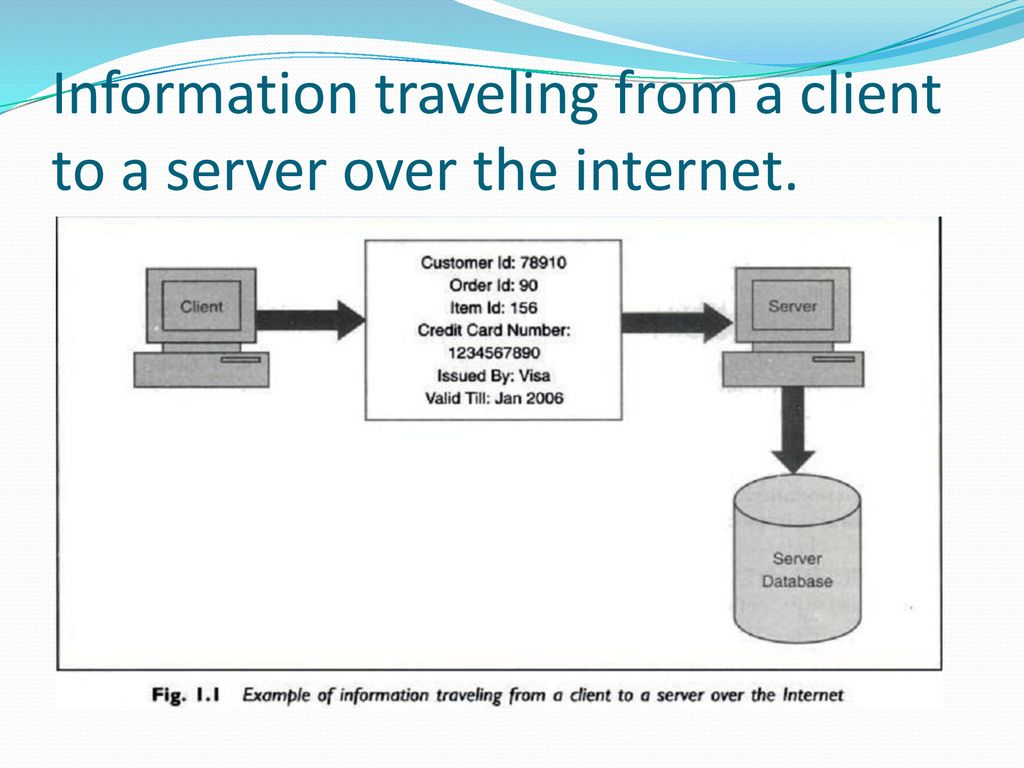 Information traveling from a client
to a server over the internet.
Client
Customer Id: 78910
Order Id: 90
Item Id: 156
Credit Card Number:
1234567890
Issued By: Visa
Valid Till: Jan 2006
Server
Server
Database
Fig. 1.1 Example of information traveling from a client to a server over the Internet